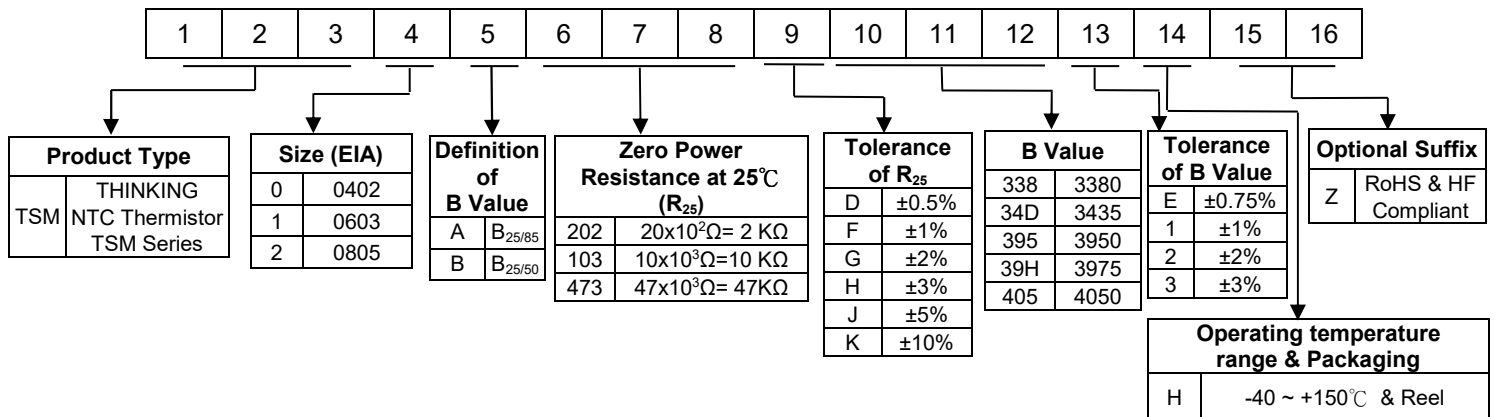 1 2 3 4 5 6 7 8 9 10 11 12 13 14 15 16
Product Type
TSM
THINKING
NTC Thermistor
TSM Series
Size (EIA)
0 0402
1 0603
2 0805
Definition
of
B Value
A B25/85
B B25/50
Zero Power
Resistance at 25℃
(R25)
202 20x10²Ω= 2 KΩ
103 10x10³Ω=10 KΩ
473 47x10³Ω= 47KΩ
Tolerance
of R25
D ±0.5%
F ±1%
G ±2%
H ±3%
J ±5%
K ±10%
B Value
338 3380
34D 3435
395 3950
39H 3975
405 4050
Tolerance
of B Value
E ±0.75%
1 ±1%
2 ±2%
3 ±3%
Operating temperature
range & Packaging
H -40 ~ +150℃ & Reel
Optional Suffix
Z
RoHS & HF
Compliant